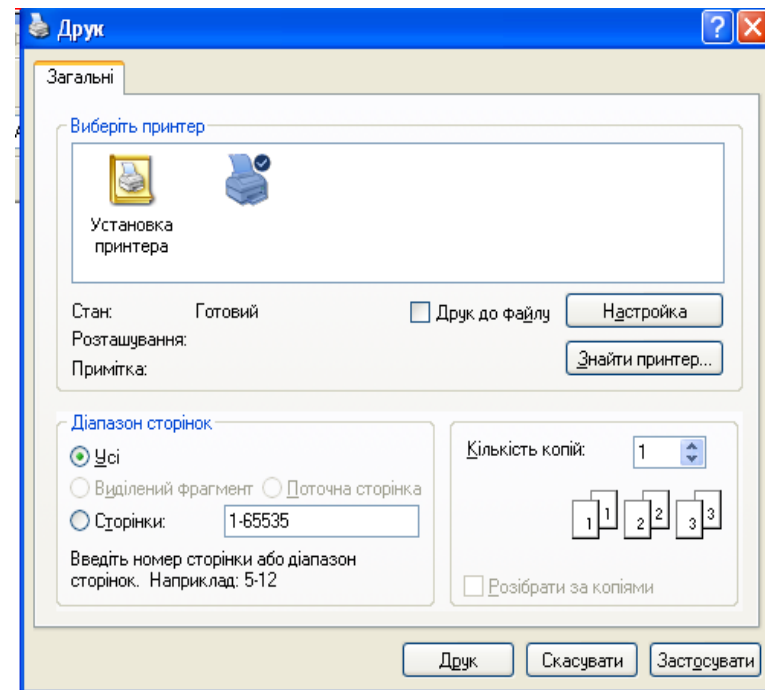 Друк
Загальні
Виберіть принтер
Установка
принтера
Стан: Готовий
Друк до файлу
Настройка
Розташування:
Примітка:
Знайти принтер...
Діапазон сторінок
Усі
Виділений фрагмент Поточна сторінка
Сторінки: 1-65535
Введіть номер сторінки або діапазон
сторінок. Наприклад: 5-12
Кількість копій: 1
1 1 2 2 3 3
Розібрати за копіями
Друк Скасувати Застосувати